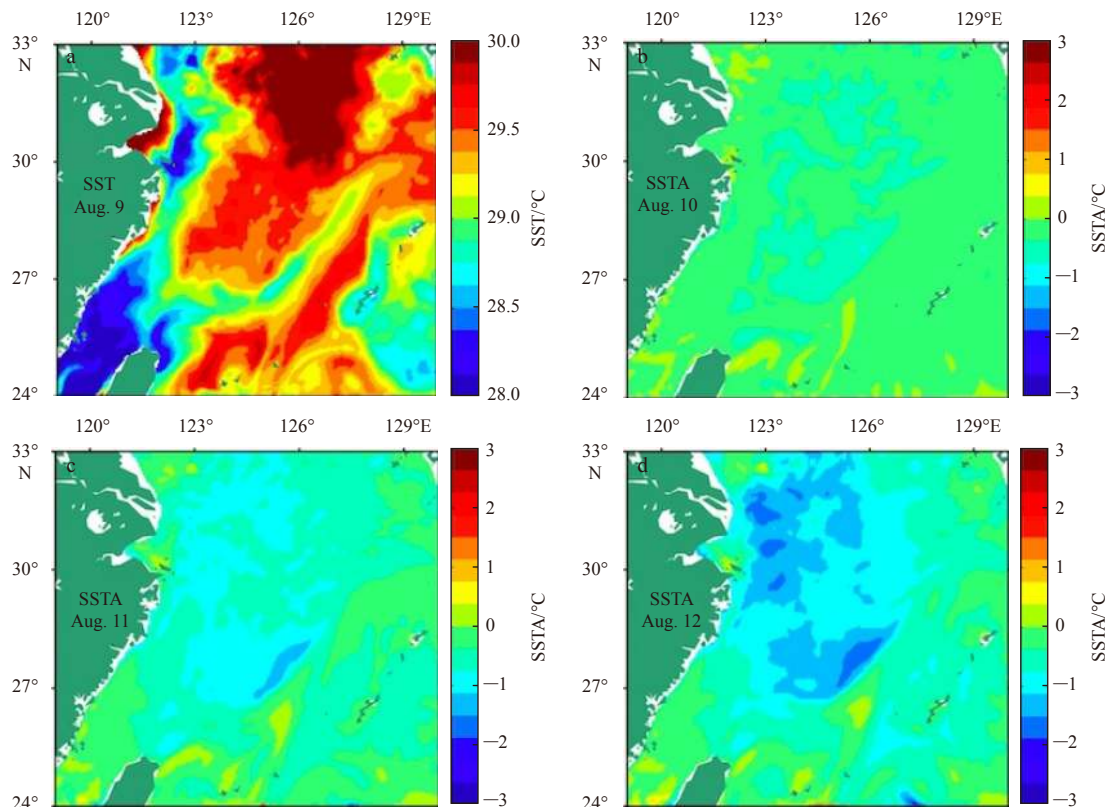 120° 123° 126° 129°E
33°
N
a
30°
27°
24°
SST
Aug. 9
30.0
29.5
29.0
28.5
28.0
SST/°C
120° 123° 126° 129°E
33°
N
b
30°
27°
24°
SSTA
Aug. 10
3
2
1
0
—1
—2
—3
SSTA/°C
120° 123° 126° 129°E
33°
N
c
30°
27°
24°
SSTA
Aug. 11
3
2
1
0
—1
—2
—3
SSTA/°C
120° 123° 126° 129°E
33°
N
d
30°
27°
24°
SSTA
Aug. 12
3
2
1
0
—1
—2
—3
SSTA/°C